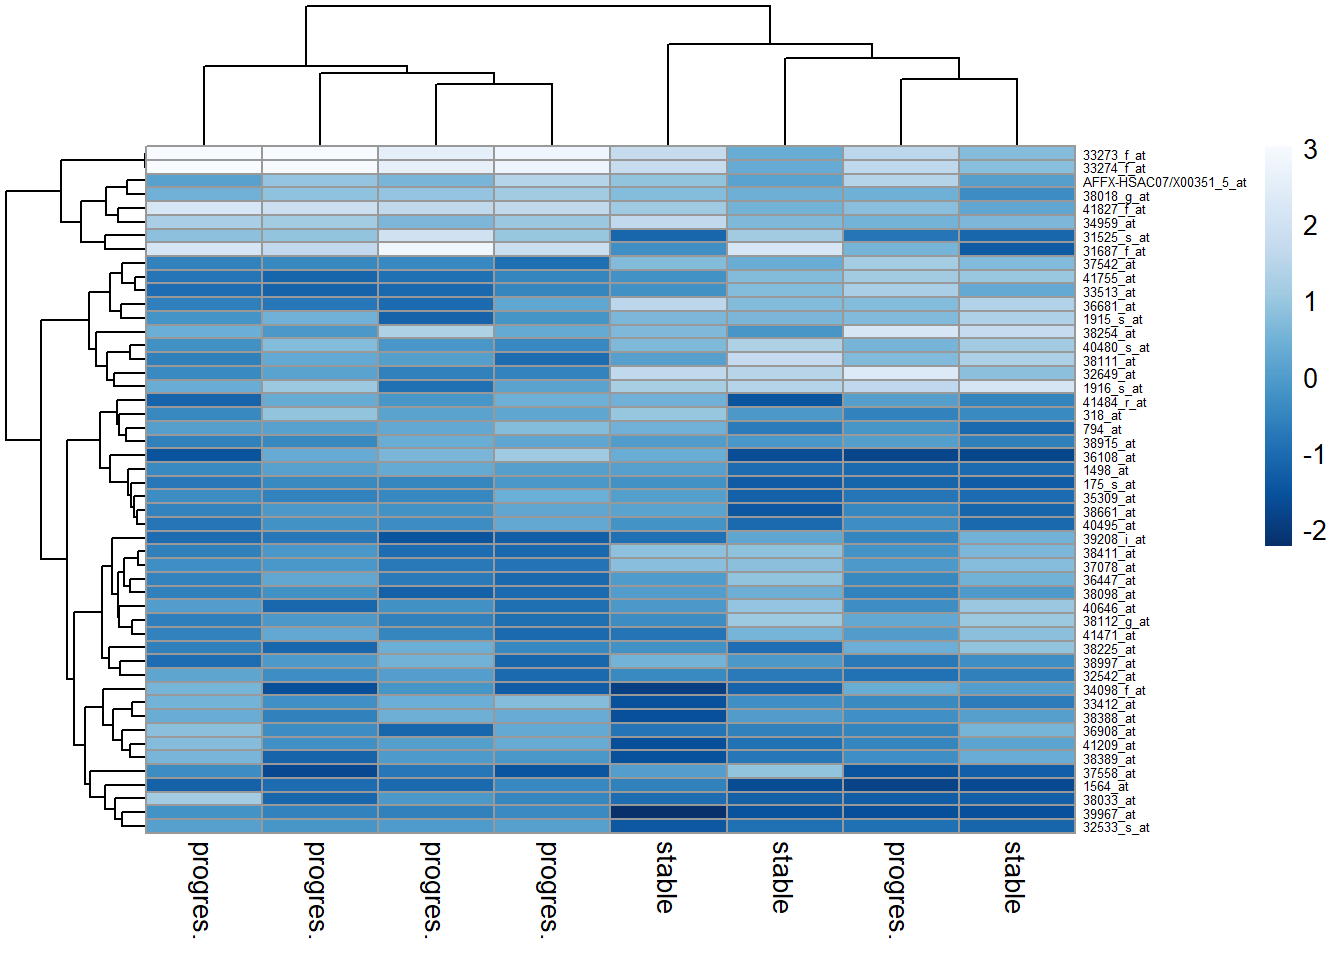 33273_f_at
33274_f_at
AFFX-HSAC07/X00351_5_at
38018_g_at
41827_f_at
34959_at
31525_s_at
31687_f_at
37542_at
41755_at
33513_at
36681_at
1915_s_at
38254_at
40480_s_at
38111_at
32649_at
1916_s_at
41484_r_at
318_at
794_at
38915_at
36108_at
1498_at
175_s_at
35309_at
38661_at
40495_at
39208_i_at
38411_at
37078_at
36447_at
38098_at
40646_at
38112_g_at
41471_at
38225_at
38997_at
32542_at
34098_f_at
33412_at
38388_at
36908_at
41209_at
38389_at
37558_at
1564_at
38033_at
39967_at
32533_s_at
3
2
1
0
-1
-2
progres.
progres.
progres.
progres.
stable
stable
progres.
stable